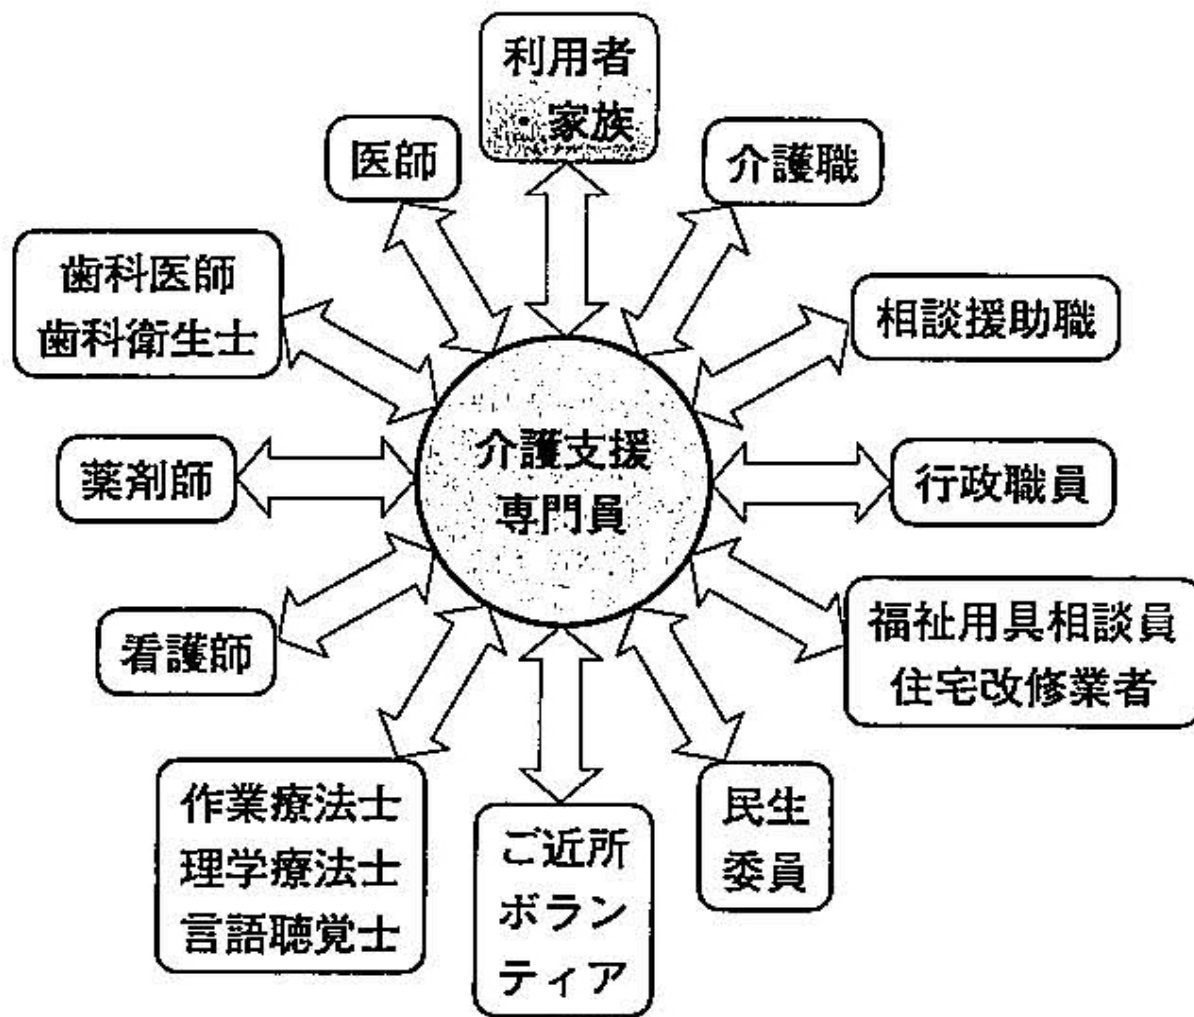 利用者
・家族
医師
介護職
歯科医師
歯科衛生士
相談援助職
介護支援
専門員
薬剤師
行政職員
看護師
福祉用具相談員
住宅改修業者
作業療法士
理学療法士
言語聴覚士
ご近所
ボラン
ティア
民生
委員